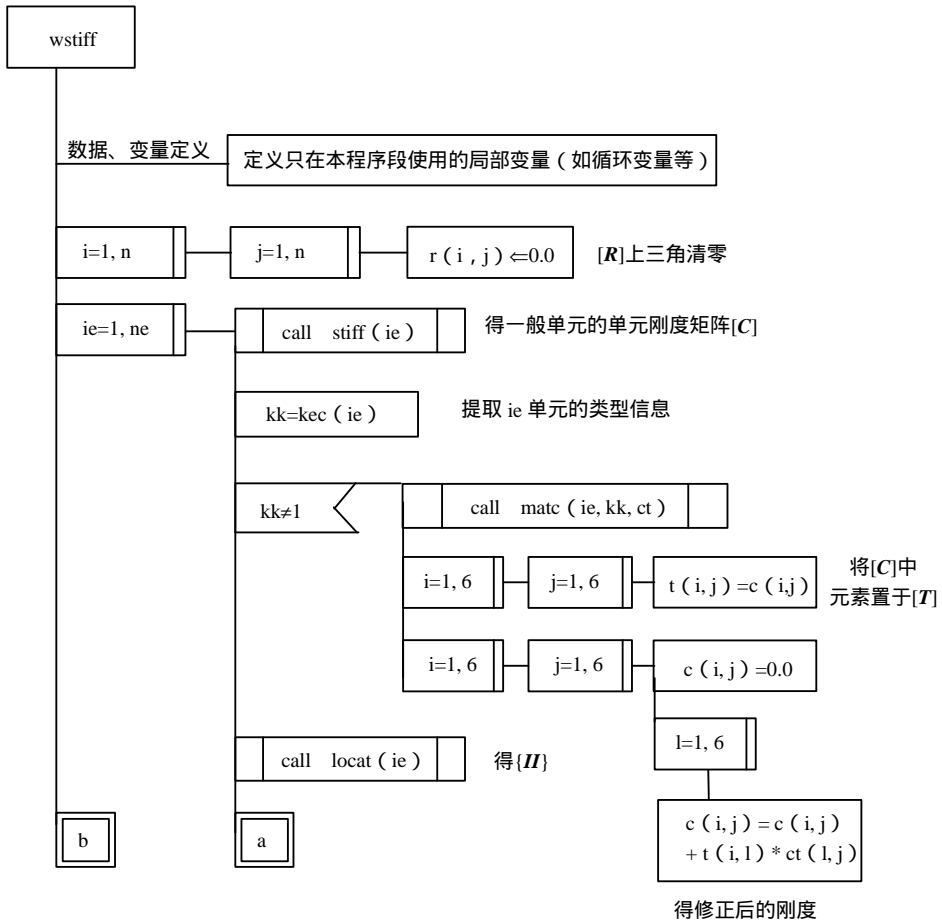 wstiff
数据、变量定义
定义只在本程序段使用的局部变量（如循环变量等）
i=1, n
j=1, n
r（i , j）⇐0.0
[R]上三角清零
ie=1, ne
call stiff（ie）
得一般单元的单元刚度矩阵[C]
kk=kec（ie）
提取 ie 单元的类型信息
kk≠1
call matc（ie, kk, ct）
i=1, 6
j=1, 6
t（i, j）=c（i,j）
将[C]中
元素置于[T]
i=1, 6
j=1, 6
c（i, j）=0.0
l=1, 6
call locat（ie）
得{II}
b
a
c（i, j）= c（i, j）
+ t（i, l）* ct（l, j）
得修正后的刚度